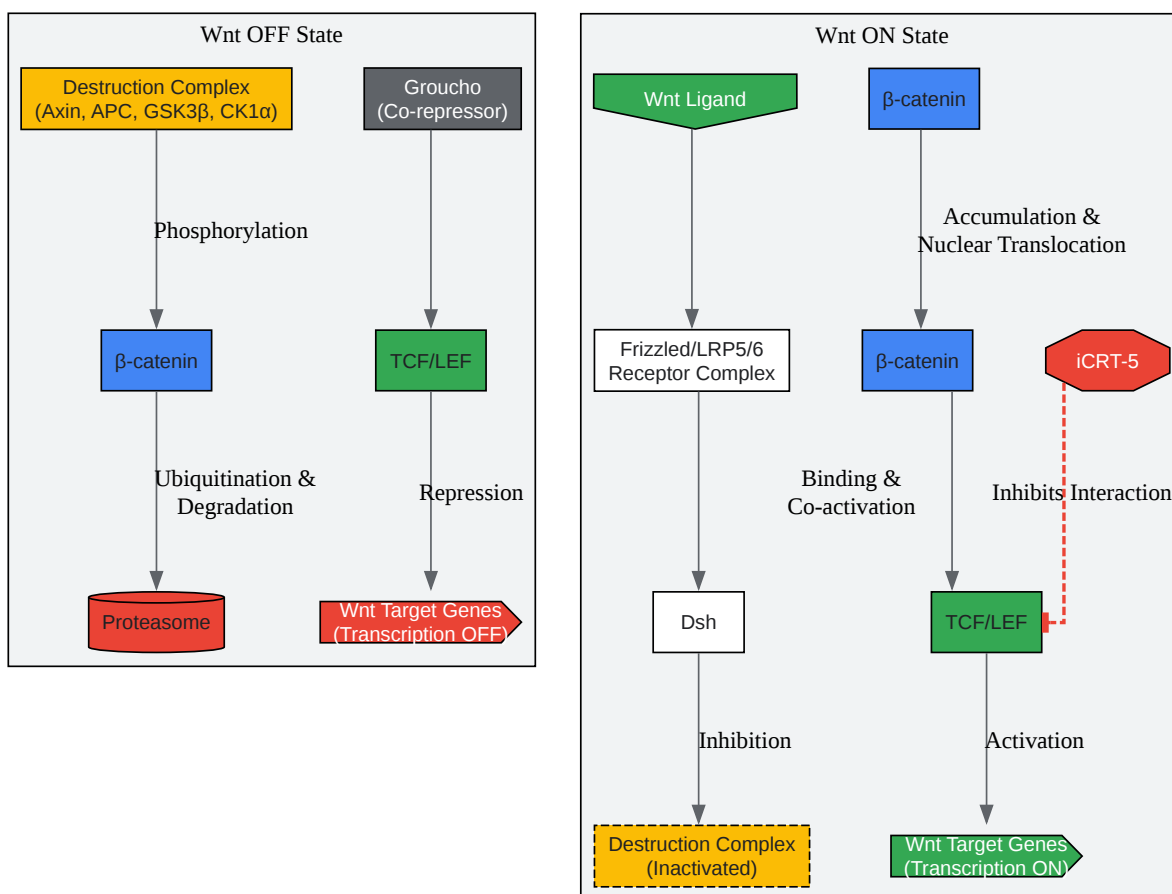 Wnt OFF State
Destruction Complex
(Axin, APC, GSK3β, CK1α)
Groucho
(Co-repressor)
Phosphorylation
β-catenin
TCF/LEF
Ubiquitination &
Degradation
Repression
Proteasome
Wnt Target Genes
(Transcription OFF)
Wnt ON State
Wnt Ligand
β-catenin
Accumulation &
Nuclear Translocation
Frizzled/LRP5/6
Receptor Complex
β-catenin
iCRT-5
Binding &
Co-activation
Inhibits Interaction
Dsh
TCF/LEF
Inhibition
Activation
Destruction Complex
(Inactivated)
Wnt Target Genes
(Transcription ON)